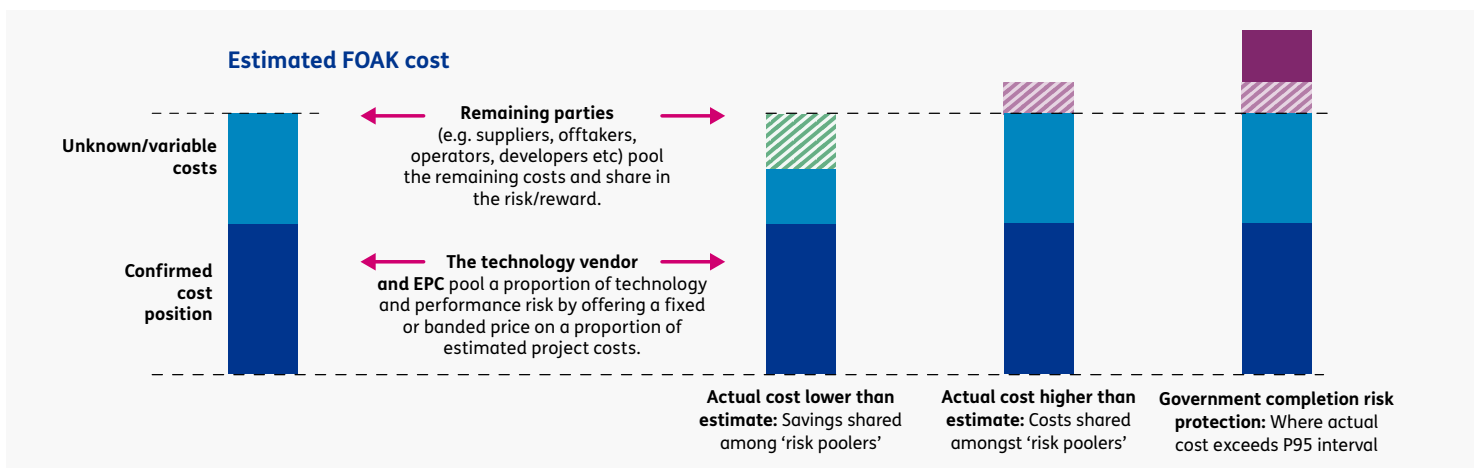 Estimated FOAK cost
Unknown/variable
costs
Remaining parties
(e.g. suppliers, offtakers,
operators, developers etc) pool
the remaining costs and share in
the risk/reward.
Confirmed
cost
position
The technology vendor
and EPC pool a proportion of technology
and performance risk by offering a fixed
or banded price on a proportion of
estimated project costs.
Actual cost lower than
estimate: Savings shared
among ‘risk poolers’
Actual cost higher than
estimate: Costs shared
amongst ‘risk poolers’
Government completion risk
protection: Where actual
cost exceeds P95 interval